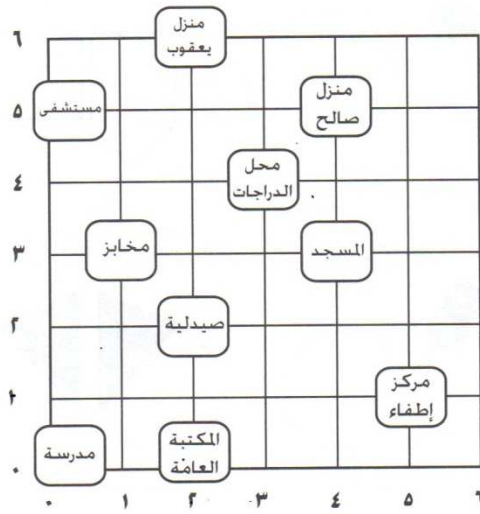 منزل
يعقوب
٦
منزل
صالح
مستشفى
٥
محل
الدراجات
٤
المسجد
مخابز
٣
صيدلية
٢
مركز
إطفاء
١
المكتبة
العامة
مدرسة
٠
٠ ١ ٢ ٣ ٤ ٥ ٦